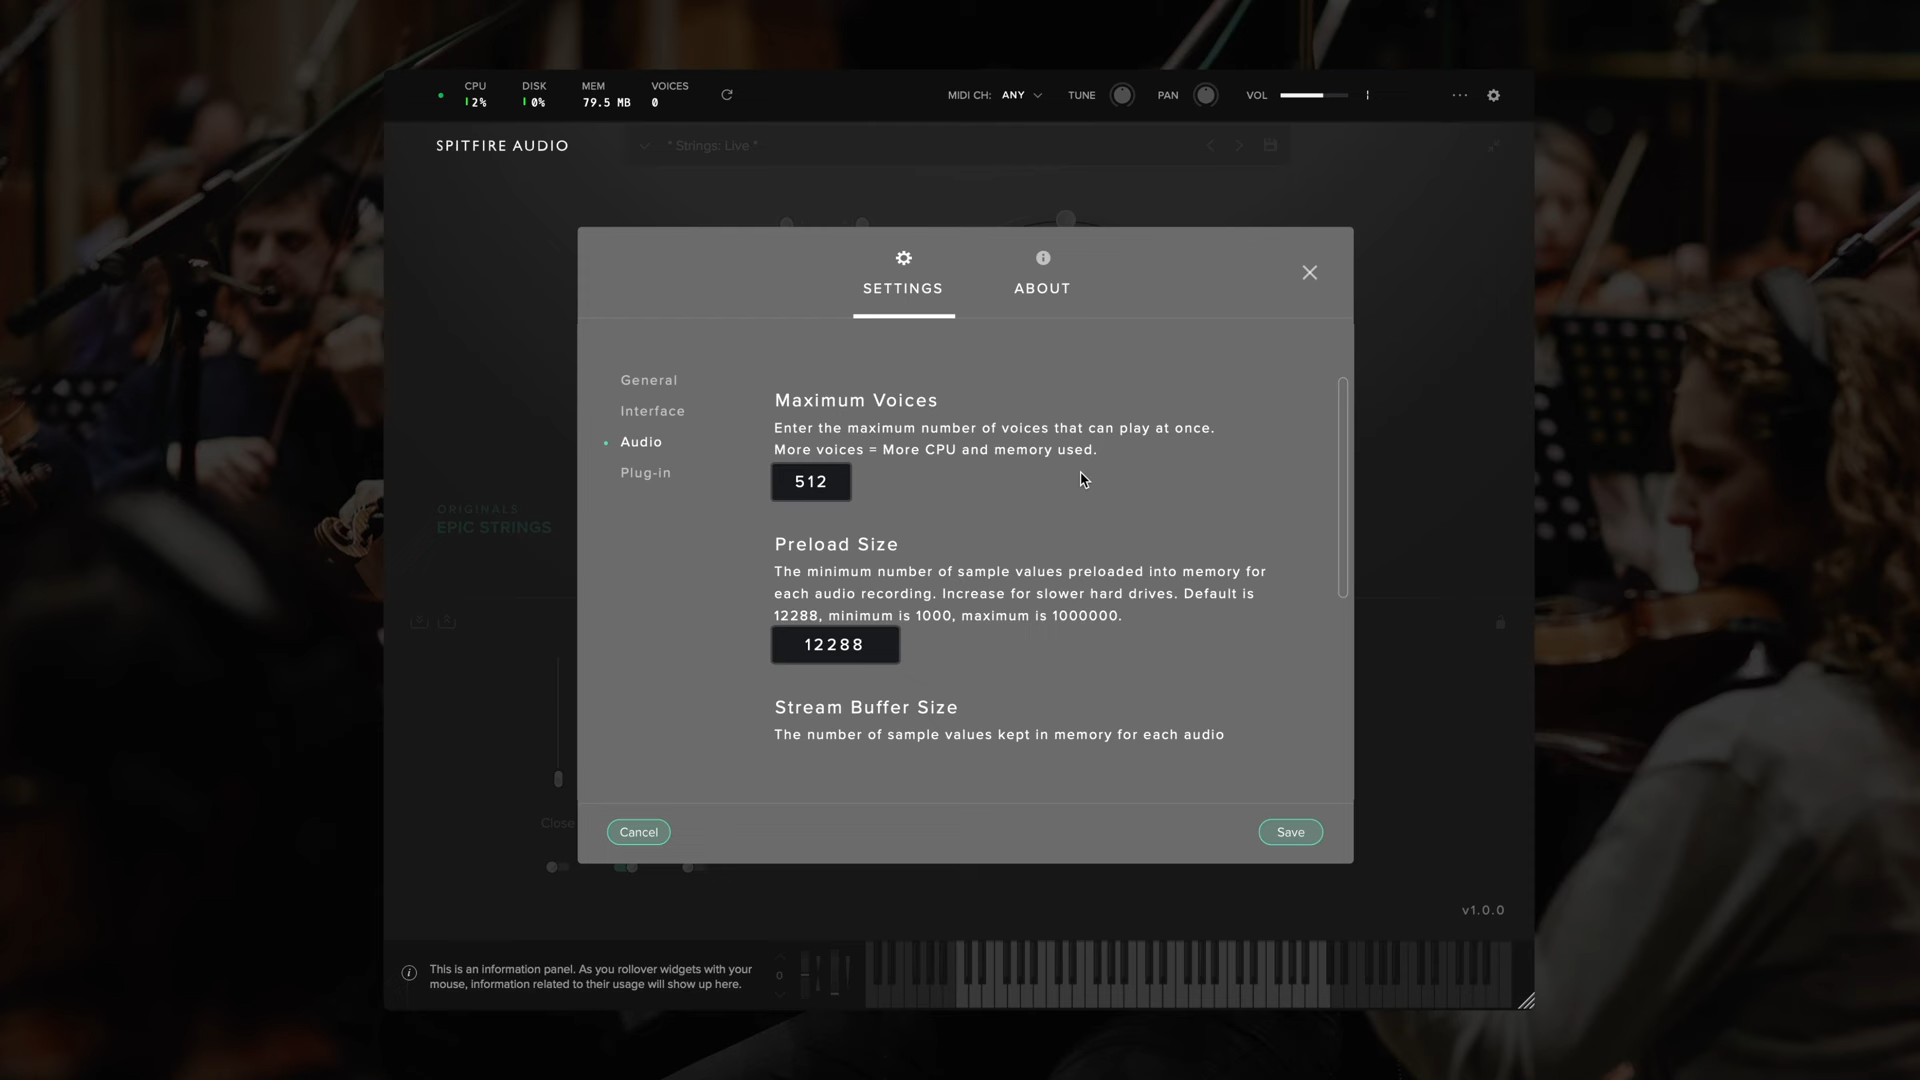 CPU
2%
DISK
0%
MEM
79.5 MB
VOICES
0
MIDI CH: ANY
TUNE
PAN
VOL
SPITFIRE AUDIO
* Strings: Live *
SETTINGS
ABOUT
General
Interface
Audio
Plug-in
Maximum Voices
Enter the maximum number of voices that can play at once.
More voices = More CPU and memory used.
512
Preload Size
The minimum number of sample values preloaded into memory for
each audio recording. Increase for slower hard drives. Default is
12288, minimum is 1000, maximum is 1000000.
12288
Stream Buffer Size
The number of sample values kept in memory for each audio
ORIGINALS
EPIC STRINGS
Close
Cancel
Save
v1.0.0
This is an information panel. As you rollover widgets with your
mouse, information related to their usage will show up here.
0